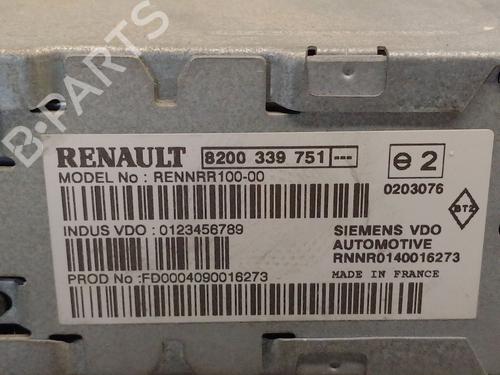 B-PARTS
RENAULT 8200 339 751 ---
MODEL No : RENNRR100-00
2
0203076
BT2
INDUS VDO : 0123456789
SIEMENS VDO
AUTOMOTIVE
RNNR0140016273
PROD No :FD0004090016273
MADE IN FRANCE